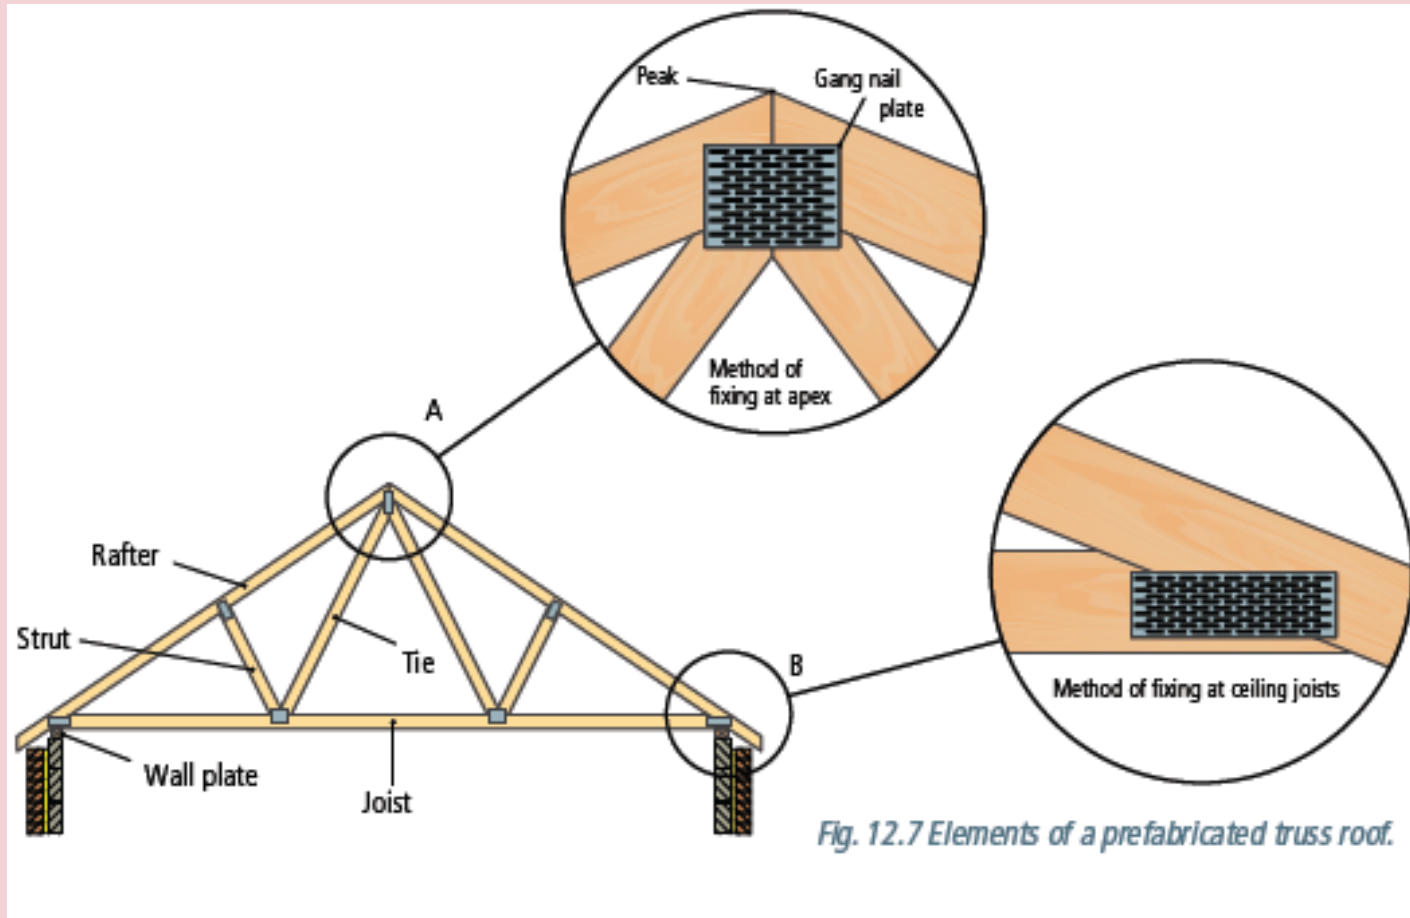 Peak
Gang nail
plate
Method of
fixing at apex
A
Rafter
Strut
Tie
B
Method of fixing at ceiling joists
Wall plate
Joist
Fig. 12.7 Elements of a prefabricated truss roof.